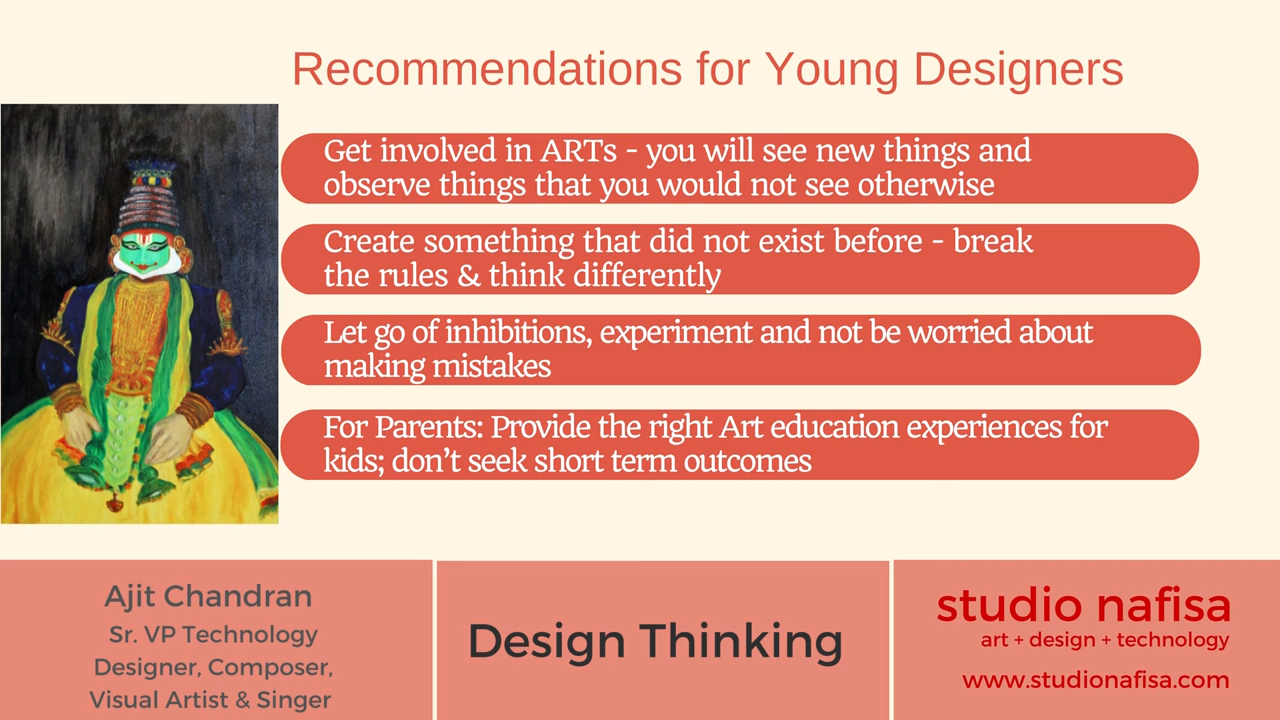 Recommendations for Young Designers
Get involved in ARTs - you will see new things and
observe things that you would not see otherwise
Create something that did not exist before - break
the rules & think differently
Let go of inhibitions, experiment and not be worried about
making mistakes
For Parents: Provide the right Art education experiences for
kids; don't seek short term outcomes
Ajit Chandran
Sr. VP Technology
Designer, Composer,
Visual Artist & Singer
Design Thinking
studio nafisa
art + design + technology
www.studionafisa.com